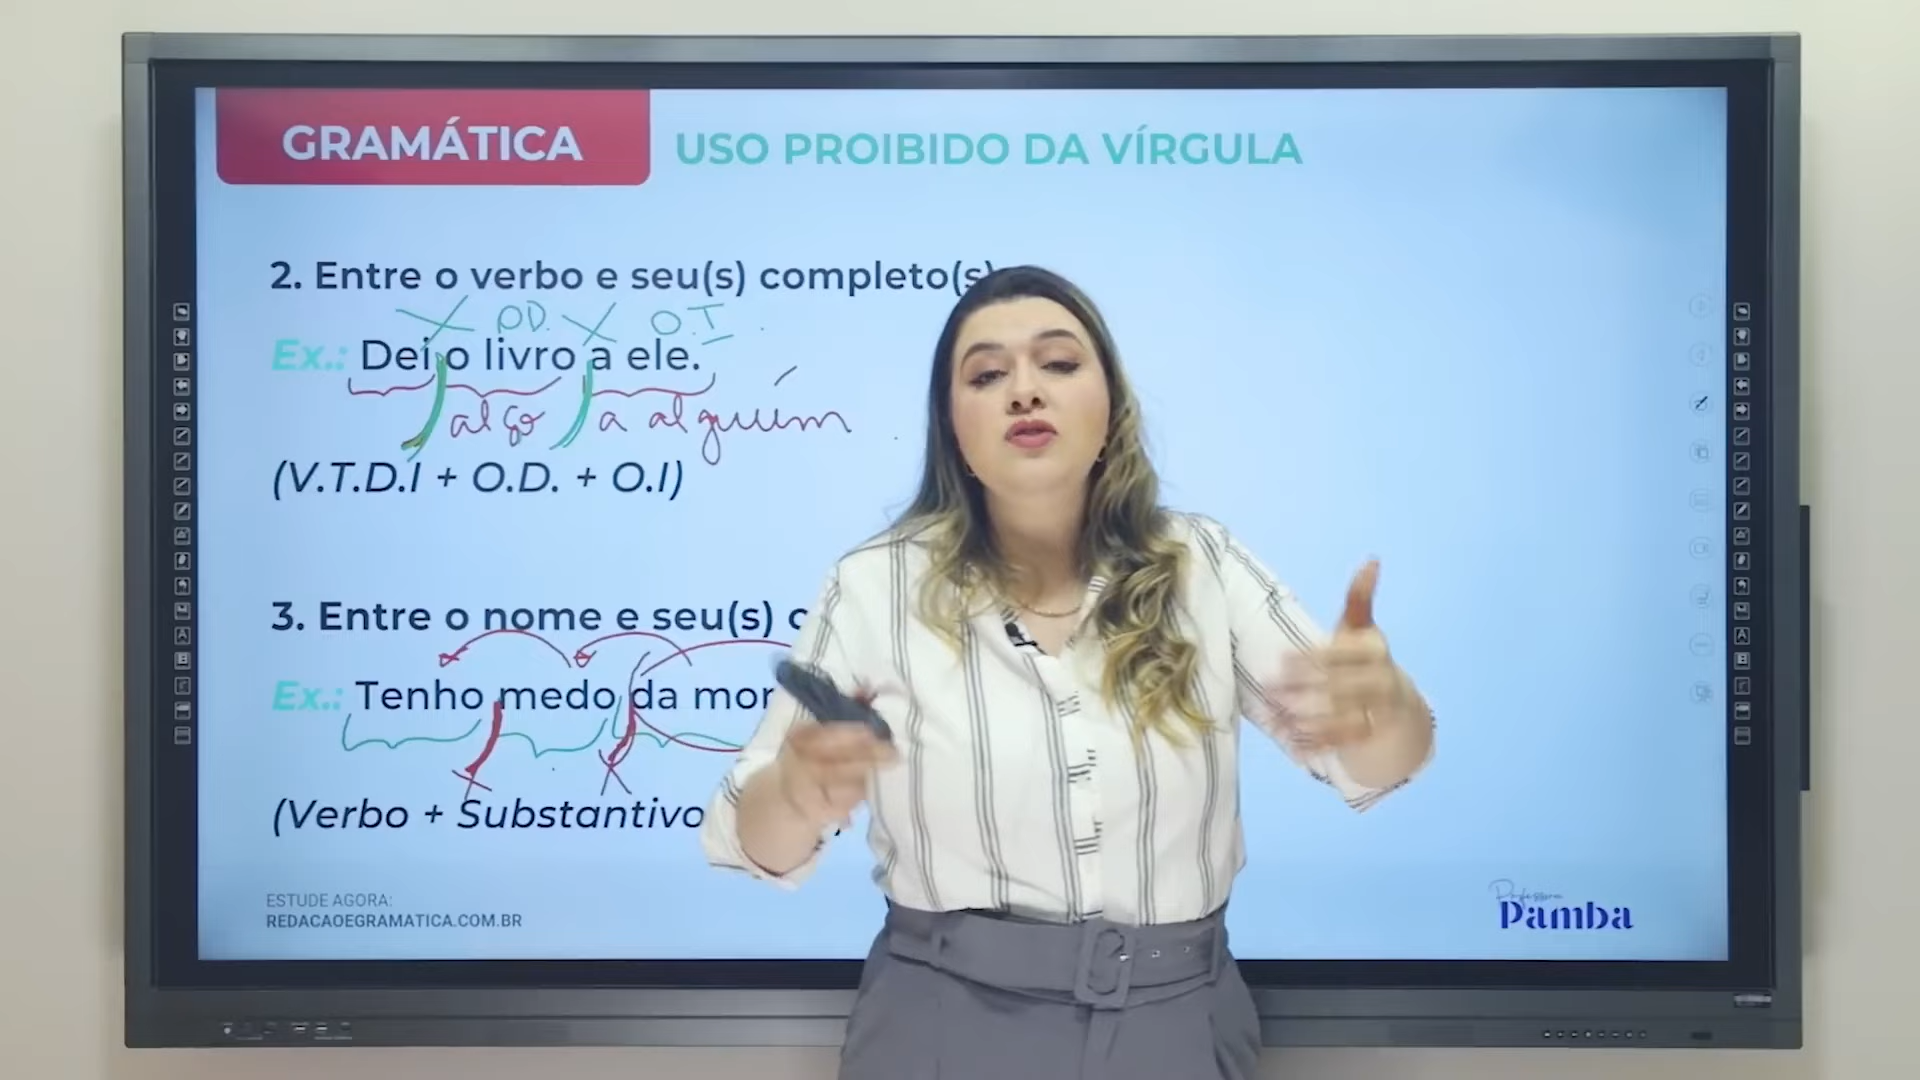 GRAMÁTICA
USO PROIBIDO DA VÍRGULA
2. Entre o verbo e seu(s) completo(s)
O.D. O.I
Ex.: Dei o livro a ele.
algo a alguém
(V.T.D.I + O.D. + O.I)
3. Entre o nome e seu(s)
Ex.: Tenho medo da mor
(Verbo + Substantivo
ESTUDE AGORA:
REDACAOEGRAMATICA.COM.BR
Professora
Pamba